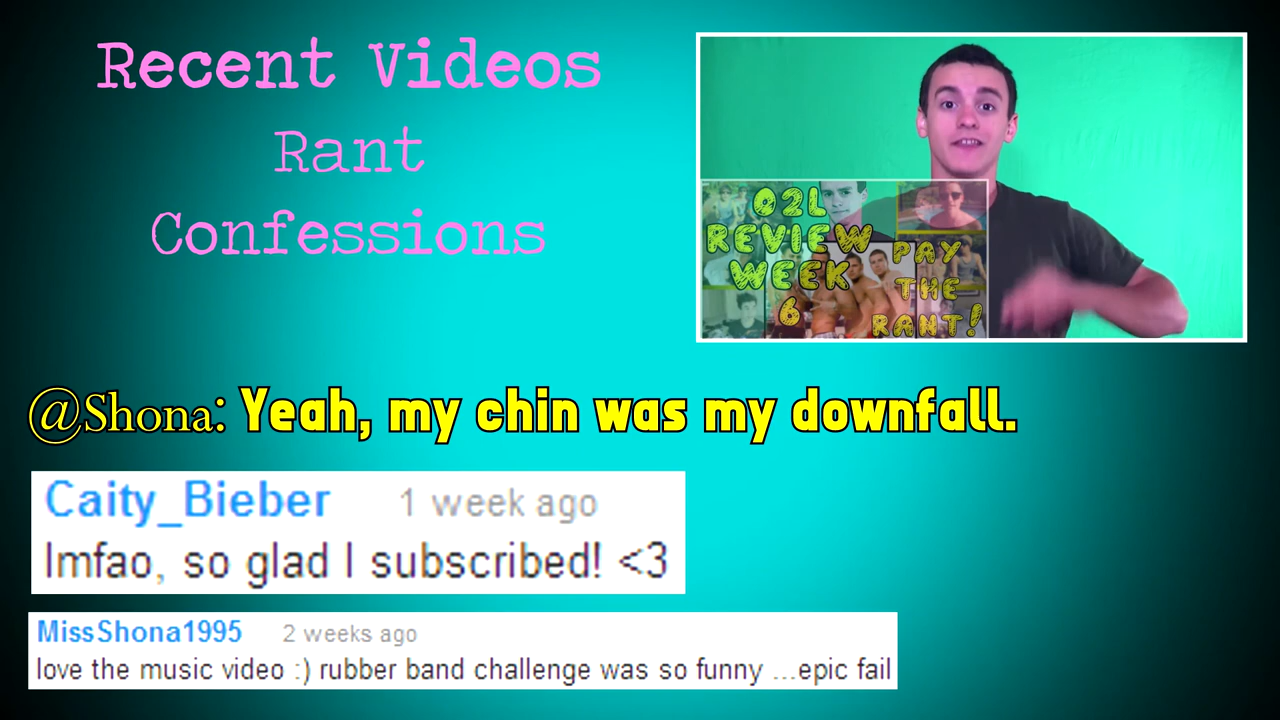 Recent Videos
Rant
Confessions
O2L
REVIEW
WEEK
6
PAY
THE
RANT!
@Shona: Yeah, my chin was my downfall.
Caity_Bieber 1 week ago
lmfao, so glad I subscribed! <3
MissShona1995 2 weeks ago
love the music video :) rubber band challenge was so funny ...epic fail